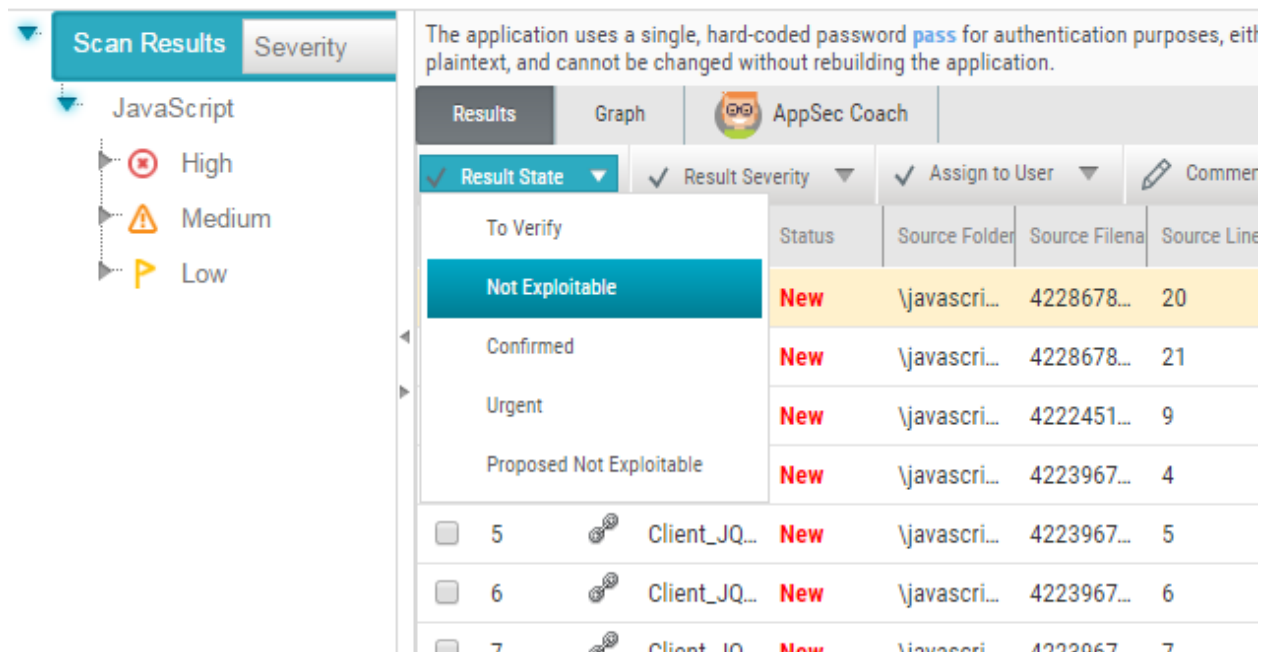 Scan Results Severity
JavaScript
High
Medium
Low
The application uses a single, hard-coded password pass for authentication purposes,
plaintext, and cannot be changed without rebuilding the application.
Results Graph AppSec Coach
Result State Result Severity Assign to User
To Verify
Not Exploitable
Confirmed
Urgent
Proposed Not Exploitable
Status Source Folder Source Source Line
New \javascri... 4228678... 20
New \javascri... 4228678... 21
New \javascri... 4222451... 9
New \javascri... 4223967... 4
5 Client_JQ... New \javascri... 4223967... 5
6 Client_JQ... New \javascri... 4223967... 6